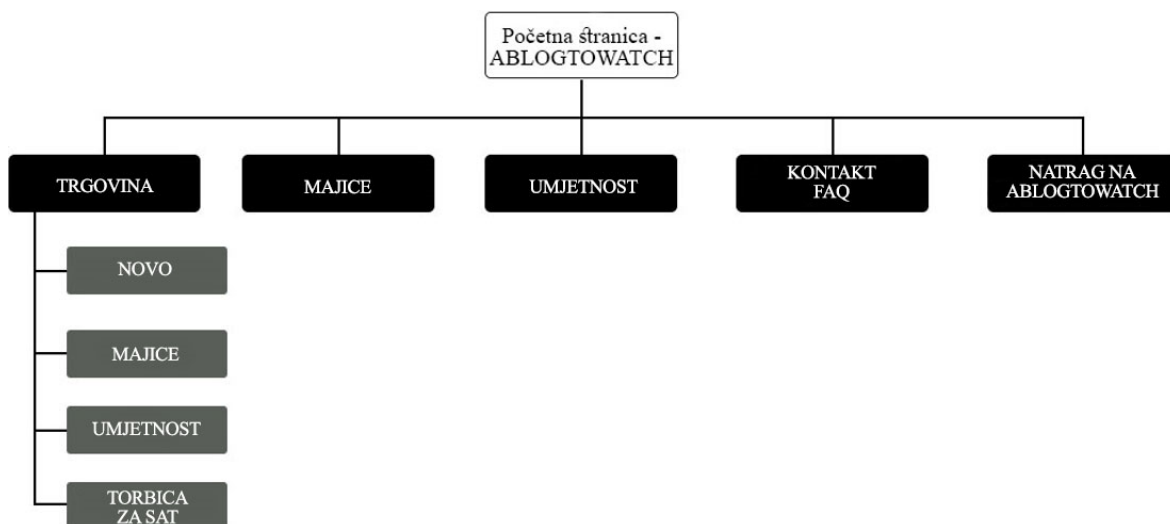 Početna stranica -
ABLOGTOWATCH
TRGOVINA
MAJICE
UMJETNOST
KONTAKT
FAQ
NATRAG NA
ABLOGTOWATCH
NOVO
MAJICE
UMJETNOST
TORBICA
ZA SAT